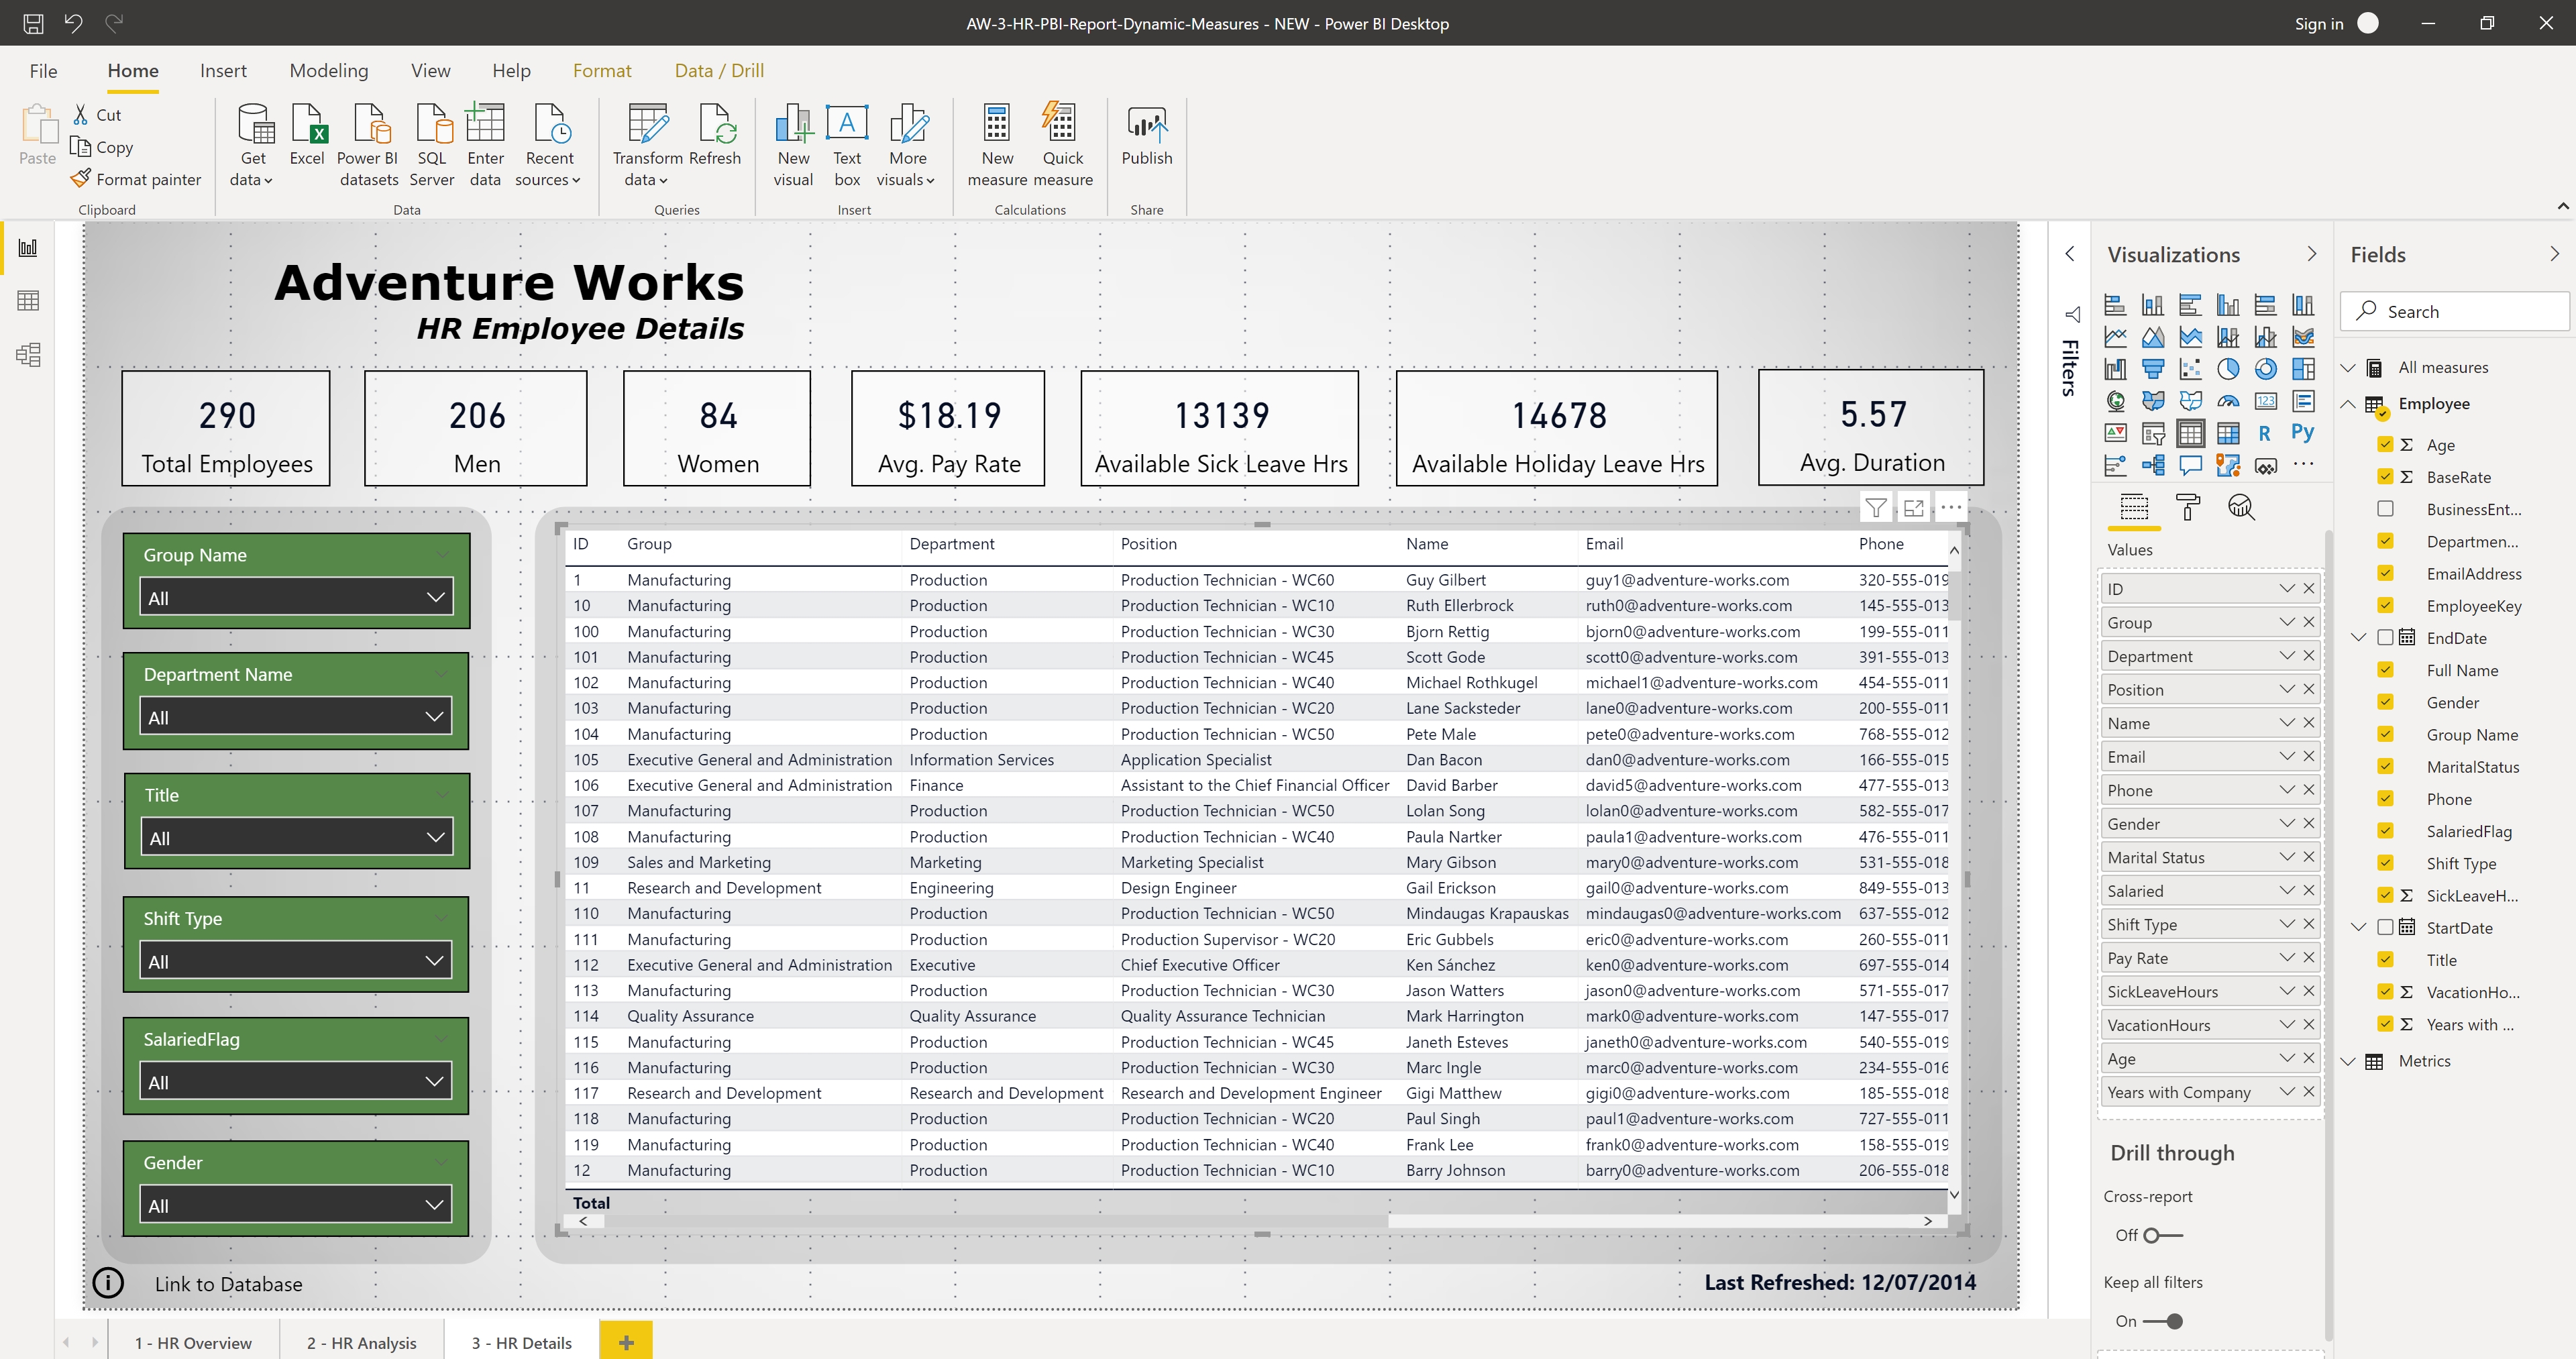 AW-3-HR-PBI-Report-Dynamic-Measures - NEW - Power BI Desktop
Sign in
File Home Insert Modeling View Help Format Data / Drill
Paste
Cut
Copy
Format painter
Clipboard
Get data
Excel
Power BI datasets
SQL Server
Enter data
Recent sources
Data
Transform data
Refresh
Queries
New visual
Text box
More visuals
Insert
New measure
Quick measure
Calculations
Publish
Share
Adventure Works
HR Employee Details
290
Total Employees
206
Men
84
Women
$18.19
Avg. Pay Rate
13139
Available Sick Leave Hrs
14678
Available Holiday Leave Hrs
5.57
Avg. Duration
Group Name
All
Department Name
All
Title
All
Shift Type
All
SalariedFlag
All
Gender
All
ID Group Department Position Name Email Phone
1 Manufacturing Production Production Technician - WC60 Guy Gilbert guy1@adventure-works.com 320-555-019
10 Manufacturing Production Production Technician - WC10 Ruth Ellerbrock ruth0@adventure-works.com 145-555-013
100 Manufacturing Production Production Technician - WC30 Bjorn Rettig bjorn0@adventure-works.com 199-555-011
101 Manufacturing Production Production Technician - WC45 Scott Gode scott0@adventure-works.com 391-555-013
102 Manufacturing Production Production Technician - WC40 Michael Rothkugel michael1@adventure-works.com 454-555-011
103 Manufacturing Production Production Technician - WC20 Lane Sacksteder lane0@adventure-works.com 200-555-011
104 Manufacturing Production Production Technician - WC50 Pete Male pete0@adventure-works.com 768-555-012
105 Executive General and Administration Information Services Application Specialist Dan Bacon dan0@adventure-works.com 166-555-015
106 Executive General and Administration Finance Assistant to the Chief Financial Officer David Barber david5@adventure-works.com 477-555-013
107 Manufacturing Production Production Technician - WC50 Lolan Song lolan0@adventure-works.com 582-555-017
108 Manufacturing Production Production Technician - WC40 Paula Nartker paula1@adventure-works.com 476-555-011
109 Sales and Marketing Marketing Marketing Specialist Mary Gibson mary0@adventure-works.com 531-555-018
11 Research and Development Engineering Design Engineer Gail Erickson gail0@adventure-works.com 849-555-013
110 Manufacturing Production Production Technician - WC50 Mindaugas Krapauskas mindaugas0@adventure-works.com 637-555-012
111 Manufacturing Production Production Supervisor - WC20 Eric Gubbels eric0@adventure-works.com 260-555-011
112 Executive General and Administration Executive Chief Executive Officer Ken Sánchez ken0@adventure-works.com 697-555-014
113 Manufacturing Production Production Technician - WC30 Jason Watters jason0@adventure-works.com 571-555-017
114 Quality Assurance Quality Assurance Quality Assurance Technician Mark Harrington mark0@adventure-works.com 147-555-017
115 Manufacturing Production Production Technician - WC45 Janeth Esteves janeth0@adventure-works.com 540-555-019
116 Manufacturing Production Production Technician - WC30 Marc Ingle marc0@adventure-works.com 234-555-016
117 Research and Development Research and Development Research and Development Engineer Gigi Matthew gigi0@adventure-works.com 185-555-018
118 Manufacturing Production Production Technician - WC20 Paul Singh paul1@adventure-works.com 727-555-011
119 Manufacturing Production Production Technician - WC40 Frank Lee frank0@adventure-works.com 158-555-019
12 Manufacturing Production Production Technician - WC10 Barry Johnson barry0@adventure-works.com 206-555-018
Total
Link to Database
Last Refreshed: 12/07/2014
1 - HR Overview
2 - HR Analysis
3 - HR Details
Filters
Visualizations
123
R
Py
Values
ID
Group
Department
Position
Name
Email
Phone
Gender
Marital Status
Salaried
Shift Type
Pay Rate
SickLeaveHours
VacationHours
Age
Years with Company
Drill through
Cross-report
Off
Keep all filters
On
Fields
Search
All measures
Employee
Age
BaseRate
BusinessEnt...
Departmen...
EmailAddress
EmployeeKey
EndDate
Full Name
Gender
Group Name
MaritalStatus
Phone
SalariedFlag
Shift Type
SickLeaveH...
StartDate
Title
VacationHo...
Years with ...
Metrics